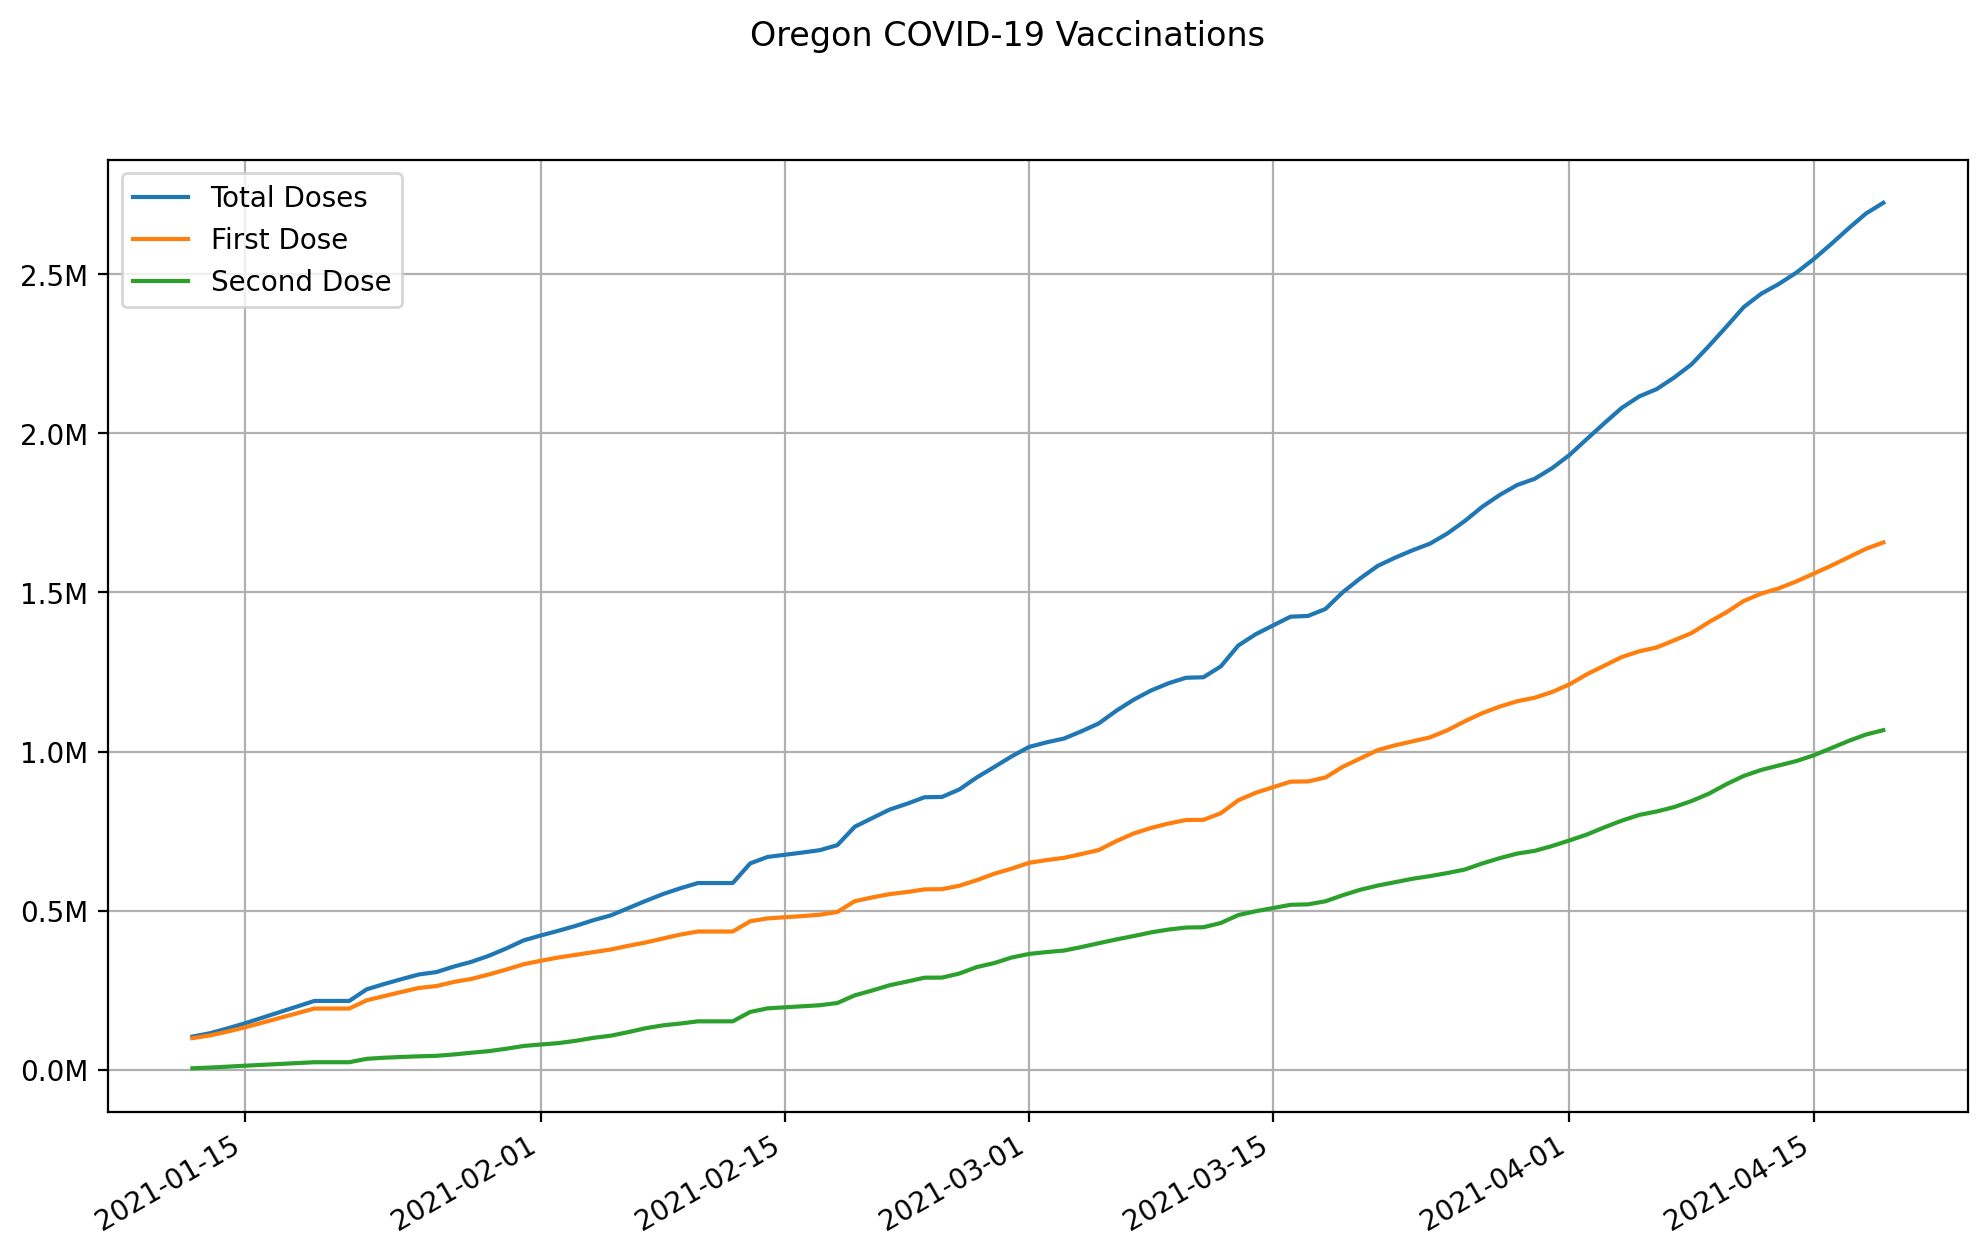 Oregon COVID-19 Vaccinations
Total Doses
First Dose
Second Dose
2.5M
2.0M
1.5M
1.0M
0.5M
0.0M
2021-01-15
2021-02-01
2021-02-15
2021-03-01
2021-03-15
2021-04-01
2021-04-15